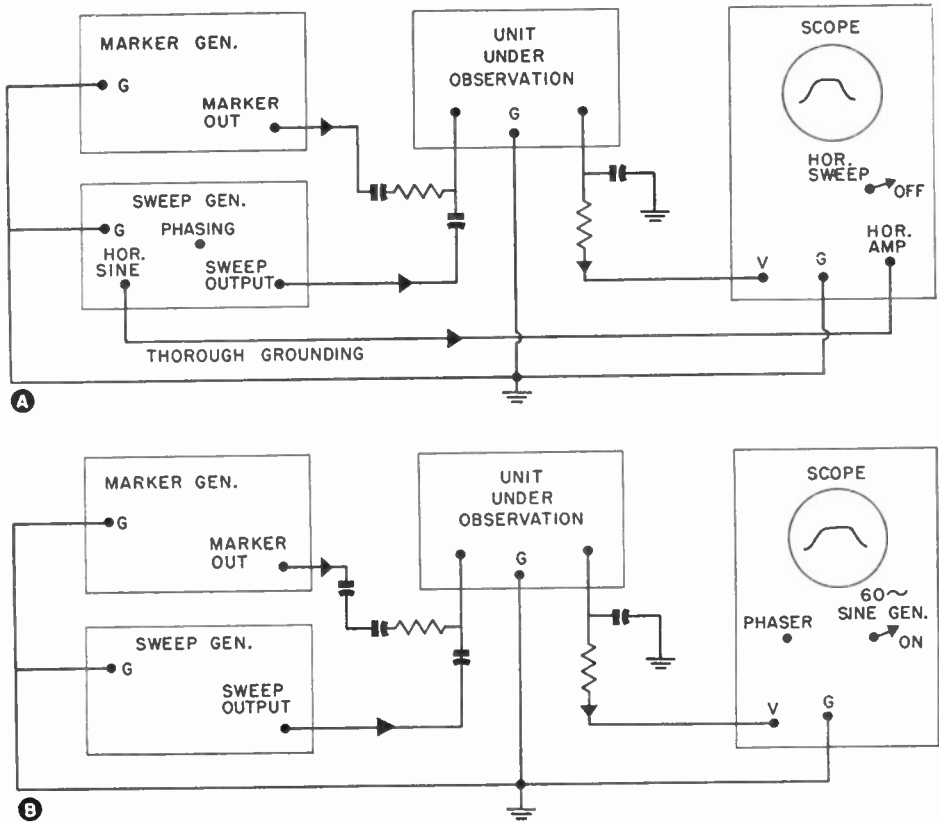 MARKER GEN.
G
MARKER
OUT
SWEEP GEN.
G
PHASING
HOR.
SINE
SWEEP
OUTPUT
UNIT
UNDER
OBSERVATION
G
SCOPE
HOR.
SWEEP
OFF
HOR.
AMP
V
G
THOROUGH GROUNDING
A
MARKER GEN.
G
MARKER
OUT
SWEEP GEN.
G
SWEEP
OUTPUT
UNIT
UNDER
OBSERVATION
G
SCOPE
60~
SINE GEN.
PHASER
ON
V
G
B